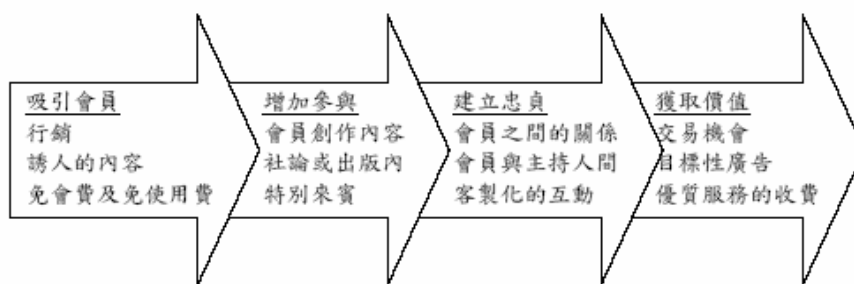 吸引會員
行銷
誘人的內容
免會費及免使用費
增加參與
會員創作內容
社論或出版內
特別來賓
建立忠貞
會員之間的關係
會員與主持人間
客製化的互動
獲取價值
交易機會
目標性廣告
優質服務的收費